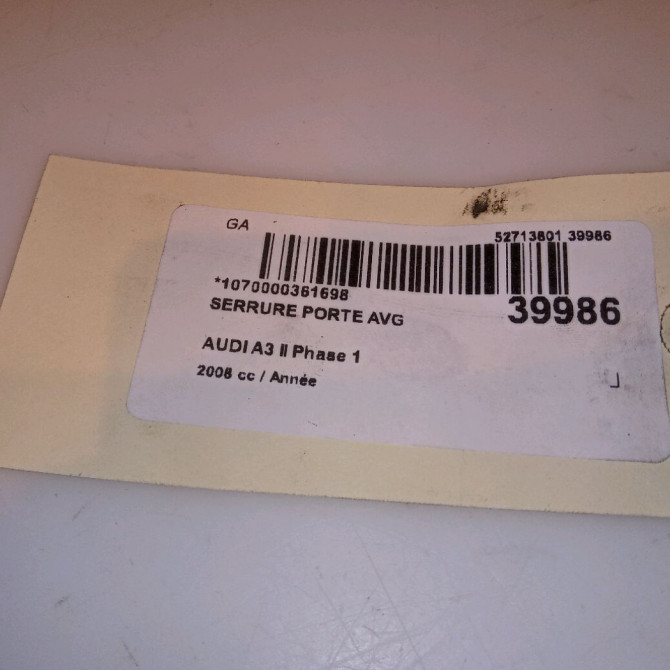 GA
52713801 39986
*1070000361698
39986
SERRURE PORTE AVG
AUDI A3 II Phase 1
2008 cc / Année